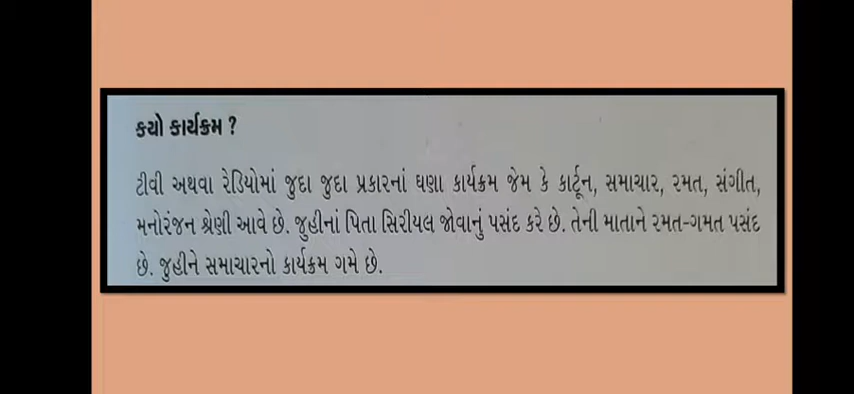 કયો કાર્યક્રમ ?
ટીવી અથવા રેડિયોમાં જુદા જુદા પ્રકારનાં ઘણા કાર્યક્રમ જેમ કે કાર્ટૂન, સમાચાર, રમત, સંગીત,
મનોરંજન શ્રેણી આવે છે. જુહીનાં પિતા સિરીયલ જોવાનું પસંદ કરે છે. તેની માતાને રમત-ગમત પસંદ
છે. જુહીને સમાચારનો કાર્યક્રમ ગમે છે.